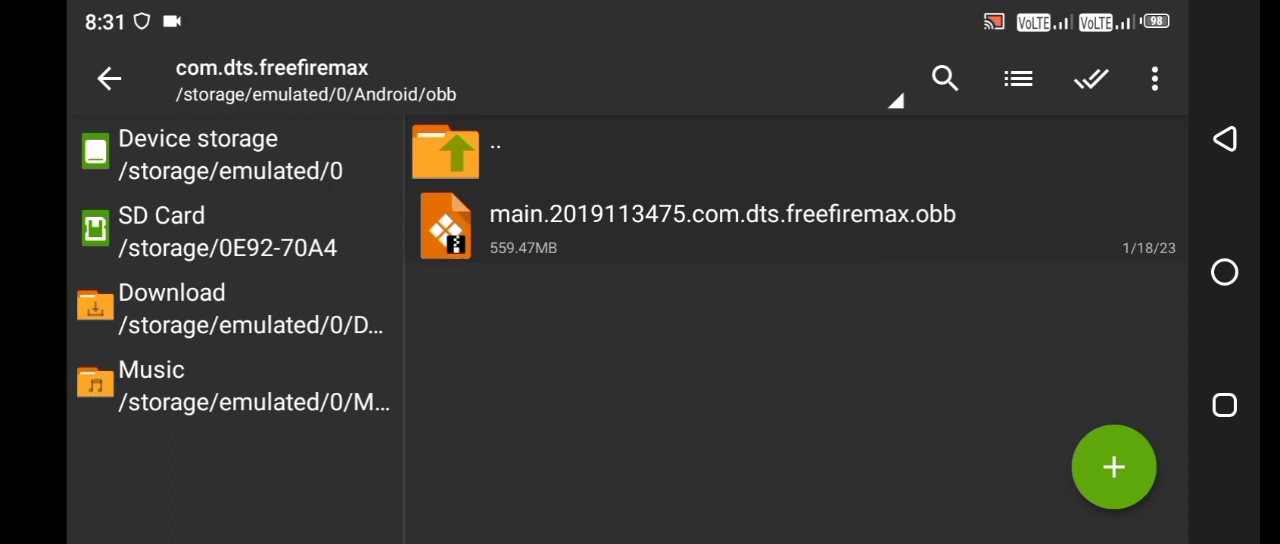 8:31 VoLTE VoLTE 98
com.dts.freefiremax
/storage/emulated/0/Android/obb
Device storage
/storage/emulated/0
SD Card
/storage/0E92-70A4
Download
/storage/emulated/0/D...
Music
/storage/emulated/0/M...
..
main.2019113475.com.dts.freefiremax.obb
559.47MB 1/18/23